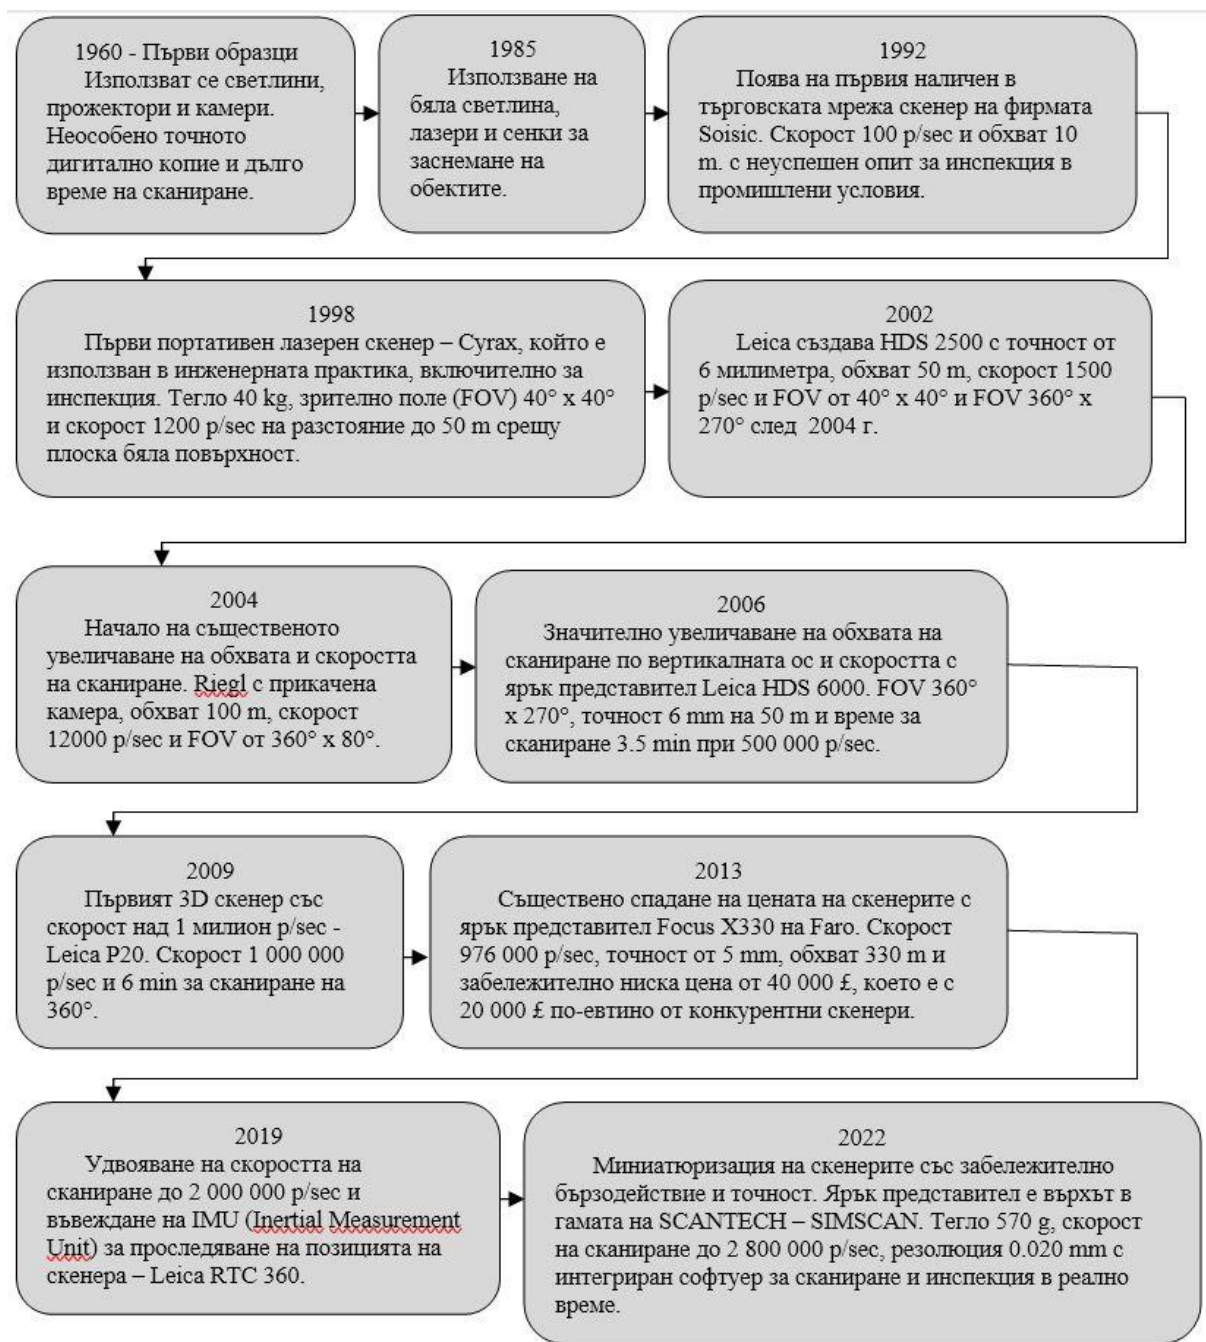 1960 - Първи образци
Използват се светлини,
прожектори и камери.
Неособено точното
дигитално копие и дълго
време на сканиране.
1985
Използване на
бяла светлина,
лазери и сенки за
заснемане на
обектите.
1992
Поява на първия наличен в
търговската мрежа скенер на фирмата
Soisic. Скорост 100 p/sec и обхват 10
m. с неуспешен опит за инспекция в
промишлени условия.
1998
Първи портативен лазерен скенер – Cyrax, който е
използван в инженерната практика, включително за
инспекция. Тегло 40 kg, зрително поле (FOV) 40° x 40°
и скорост 1200 p/sec на разстояние до 50 m срещу
плоска бяла повърхност.
2002
Leica създава HDS 2500 с точност от
6 милиметра, обхват 50 m, скорост 1500
p/sec и FOV от 40° x 40° и FOV 360° x
270° след 2004 г.
2004
Начало на същественото
увеличаване на обхвата и скоростта
на сканиране. Riegl с прикачена
камера, обхват 100 m, скорост
12000 p/sec и FOV от 360° x 80°.
2006
Значително увеличаване на обхвата на
сканиране по вертикалната ос и скоростта с
ярък представител Leica HDS 6000. FOV 360°
x 270°, точност 6 mm на 50 m и време за
сканиране 3.5 min при 500 000 p/sec.
2009
Първият 3D скенер със
скорост над 1 милион p/sec -
Leica P20. Скорост 1 000 000
p/sec и 6 min за сканиране на
360°.
2013
Съществено спадане на цената на скенерите с
ярък представител Focus X330 на Faro. Скорост
976 000 p/sec, точност от 5 mm, обхват 330 m и
забележително ниска цена от 40 000 £, което е с
20 000 £ по-евтино от конкурентни скенери.
2019
Удвояване на скоростта на
сканиране до 2 000 000 p/sec и
въвеждане на IMU (Inertial Measurement
Unit) за проследяване на позицията на
скенера – Leica RTC 360.
2022
Миниатюризация на скенерите със забележително
бързодействие и точност. Ярък представител е върхът в
гамата на SCANTECH – SIMSCAN. Тегло 570 g, скорост
на сканиране до 2 800 000 p/sec, резолюция 0.020 mm с
интегриран софтуер за сканиране и инспекция в реално
време.